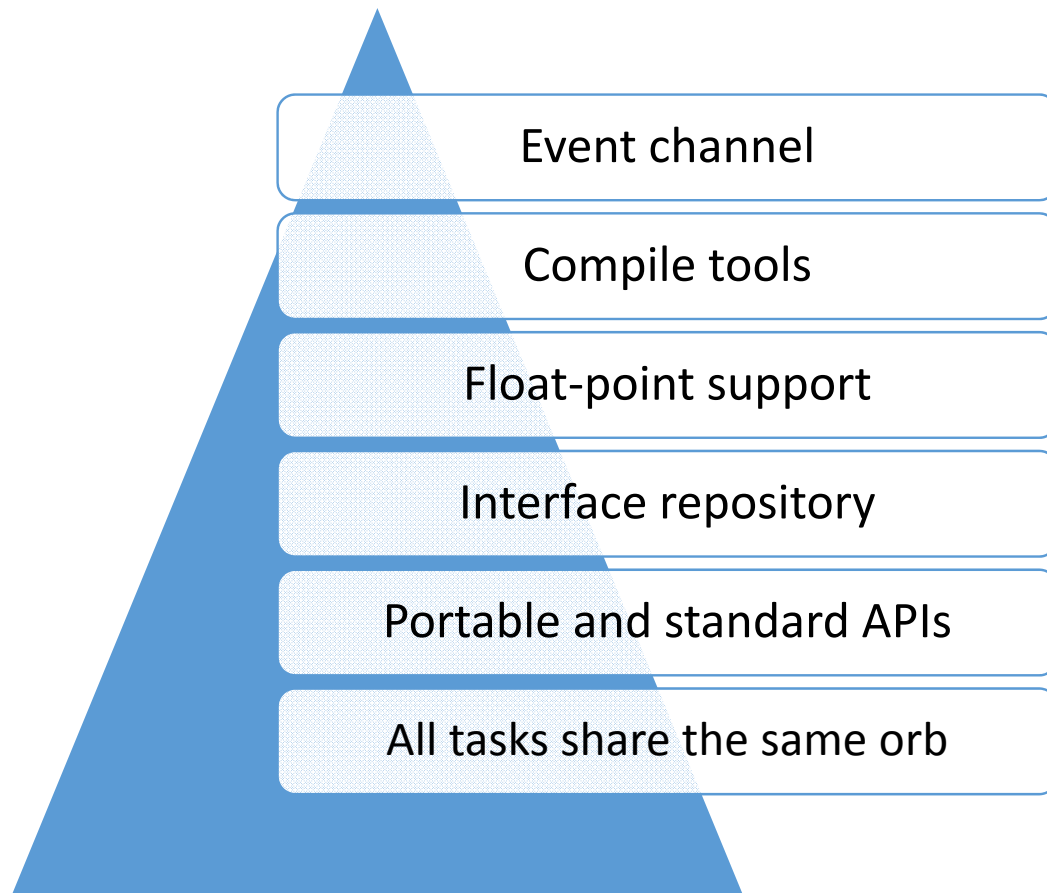 Event channel
Compile tools
Float-point support
Interface repository
Portable and standard APIs
All tasks share the same orb